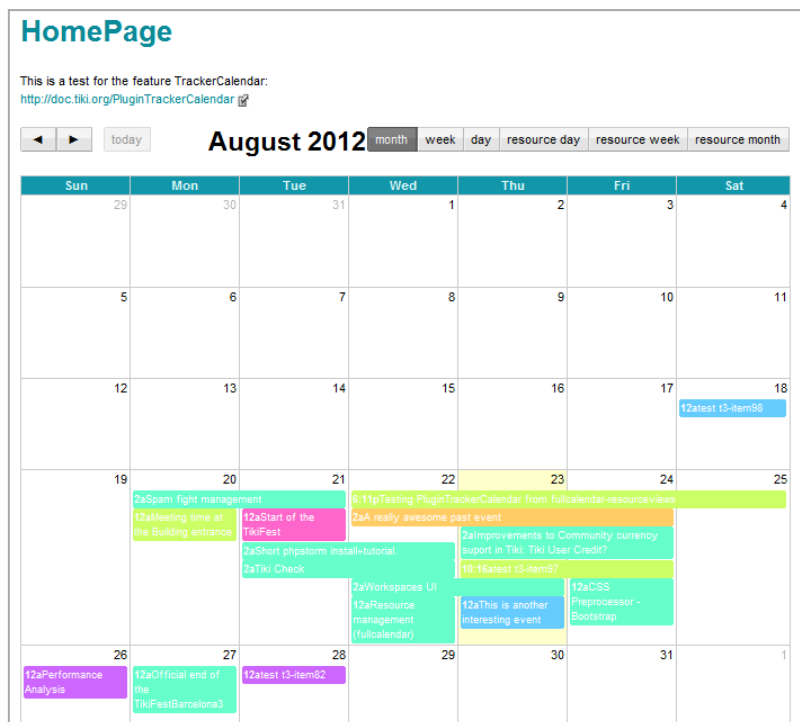 HomePage
This is a test for the feature TrackerCalendar:
http://doc.tiki.org/PluginTrackerCalendar
today August 2012 month week day resource day resource week resource month
Sun Mon Tue Wed Thu Fri Sat
29 30 31 1 2 3 4
5 6 7 8 9 10 11
12 13 14 15 16 17 18
12atest t3-item98
19 20 21 22 23 24 25
2aSpam fight management 6:11pTesting PluginTrackerCalendar from fullcalendar-resourceviews
12aMeeting time at 12aStart of the 2aA really awesome past event
the Building entrance TikiFest
2aImprovements to Community currency
suport in Tiki: Tiki User Credit?
2aShort phpstorm install+tutorial.
2aTiki Check 10:16atest t3-item97
2aWorkspaces UI 12aCSS
12aResource 12aThis is another Preprocessor -
management interesting event Bootstrap
(fullcalendar)
26 27 28 29 30 31 1
12aPerformance 12aOfficial end of 12atest t3-item82
Analysis the
TikiFestBarcelona3